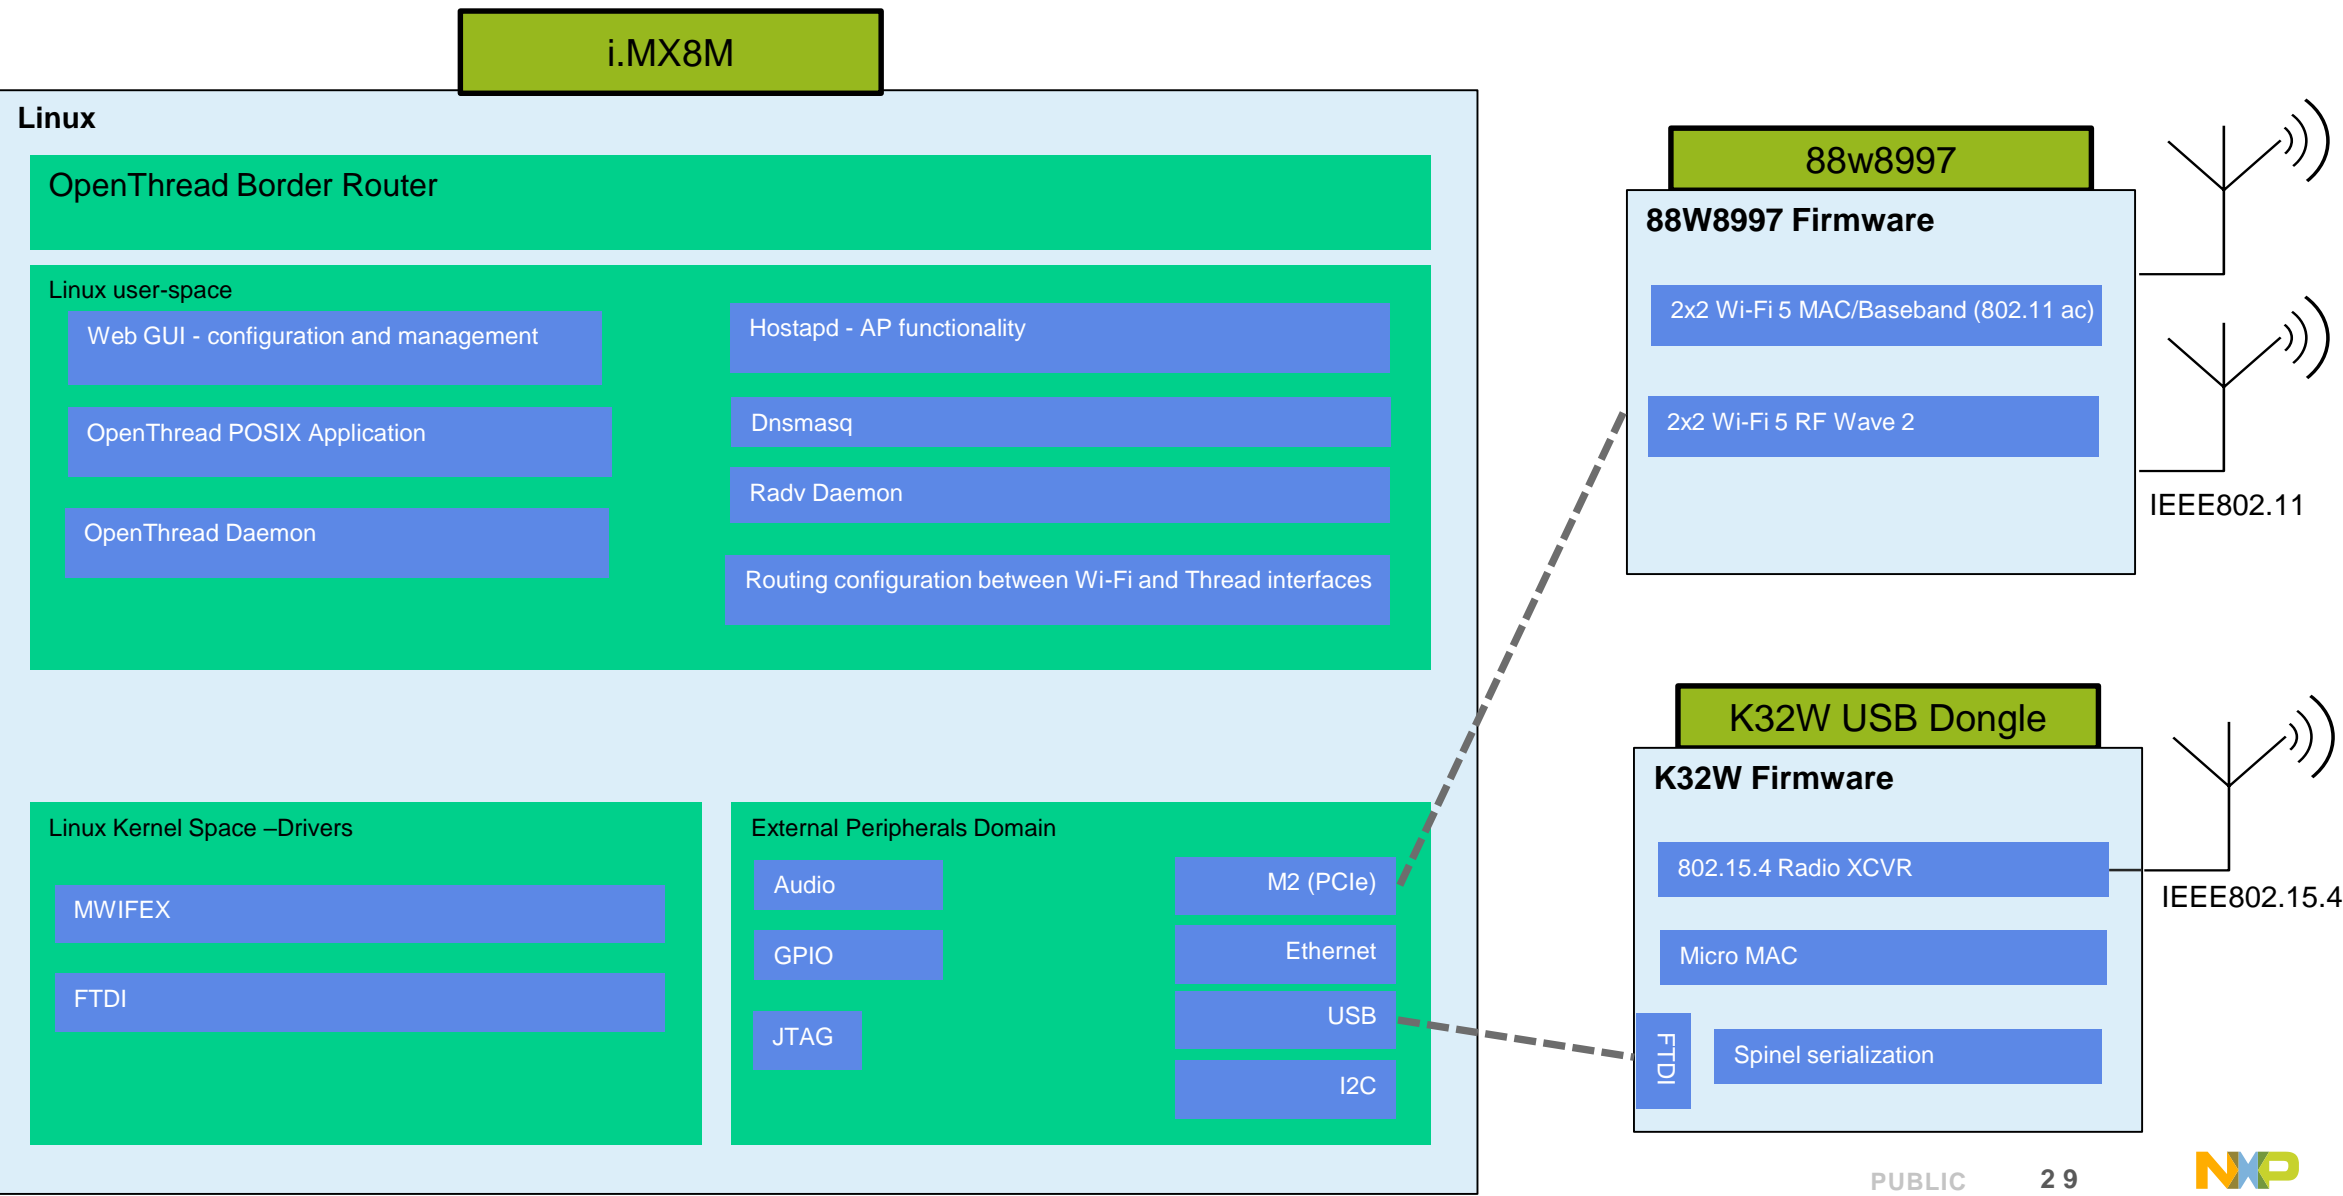 i.MX8M
Linux
OpenThread Border Router
Linux user-space
Web GUI - configuration and management
OpenThread POSIX Application
OpenThread Daemon
Hostapd - AP functionality
Dnsmasq
Radv Daemon
Routing configuration between Wi-Fi and Thread interfaces
Linux Kernel Space –Drivers
MWIFEX
FTDI
External Peripherals Domain
Audio
GPIO
JTAG
M2 (PCIe)
Ethernet
USB
I2C
88w8997
88W8997 Firmware
2x2 Wi-Fi 5 MAC/Baseband (802.11 ac)
2x2 Wi-Fi 5 RF Wave 2
IEEE802.11
K32W USB Dongle
K32W Firmware
802.15.4 Radio XCVR
IEEE802.15.4
Micro MAC
FTDI
Spinel serialization
PUBLIC 29
NXP